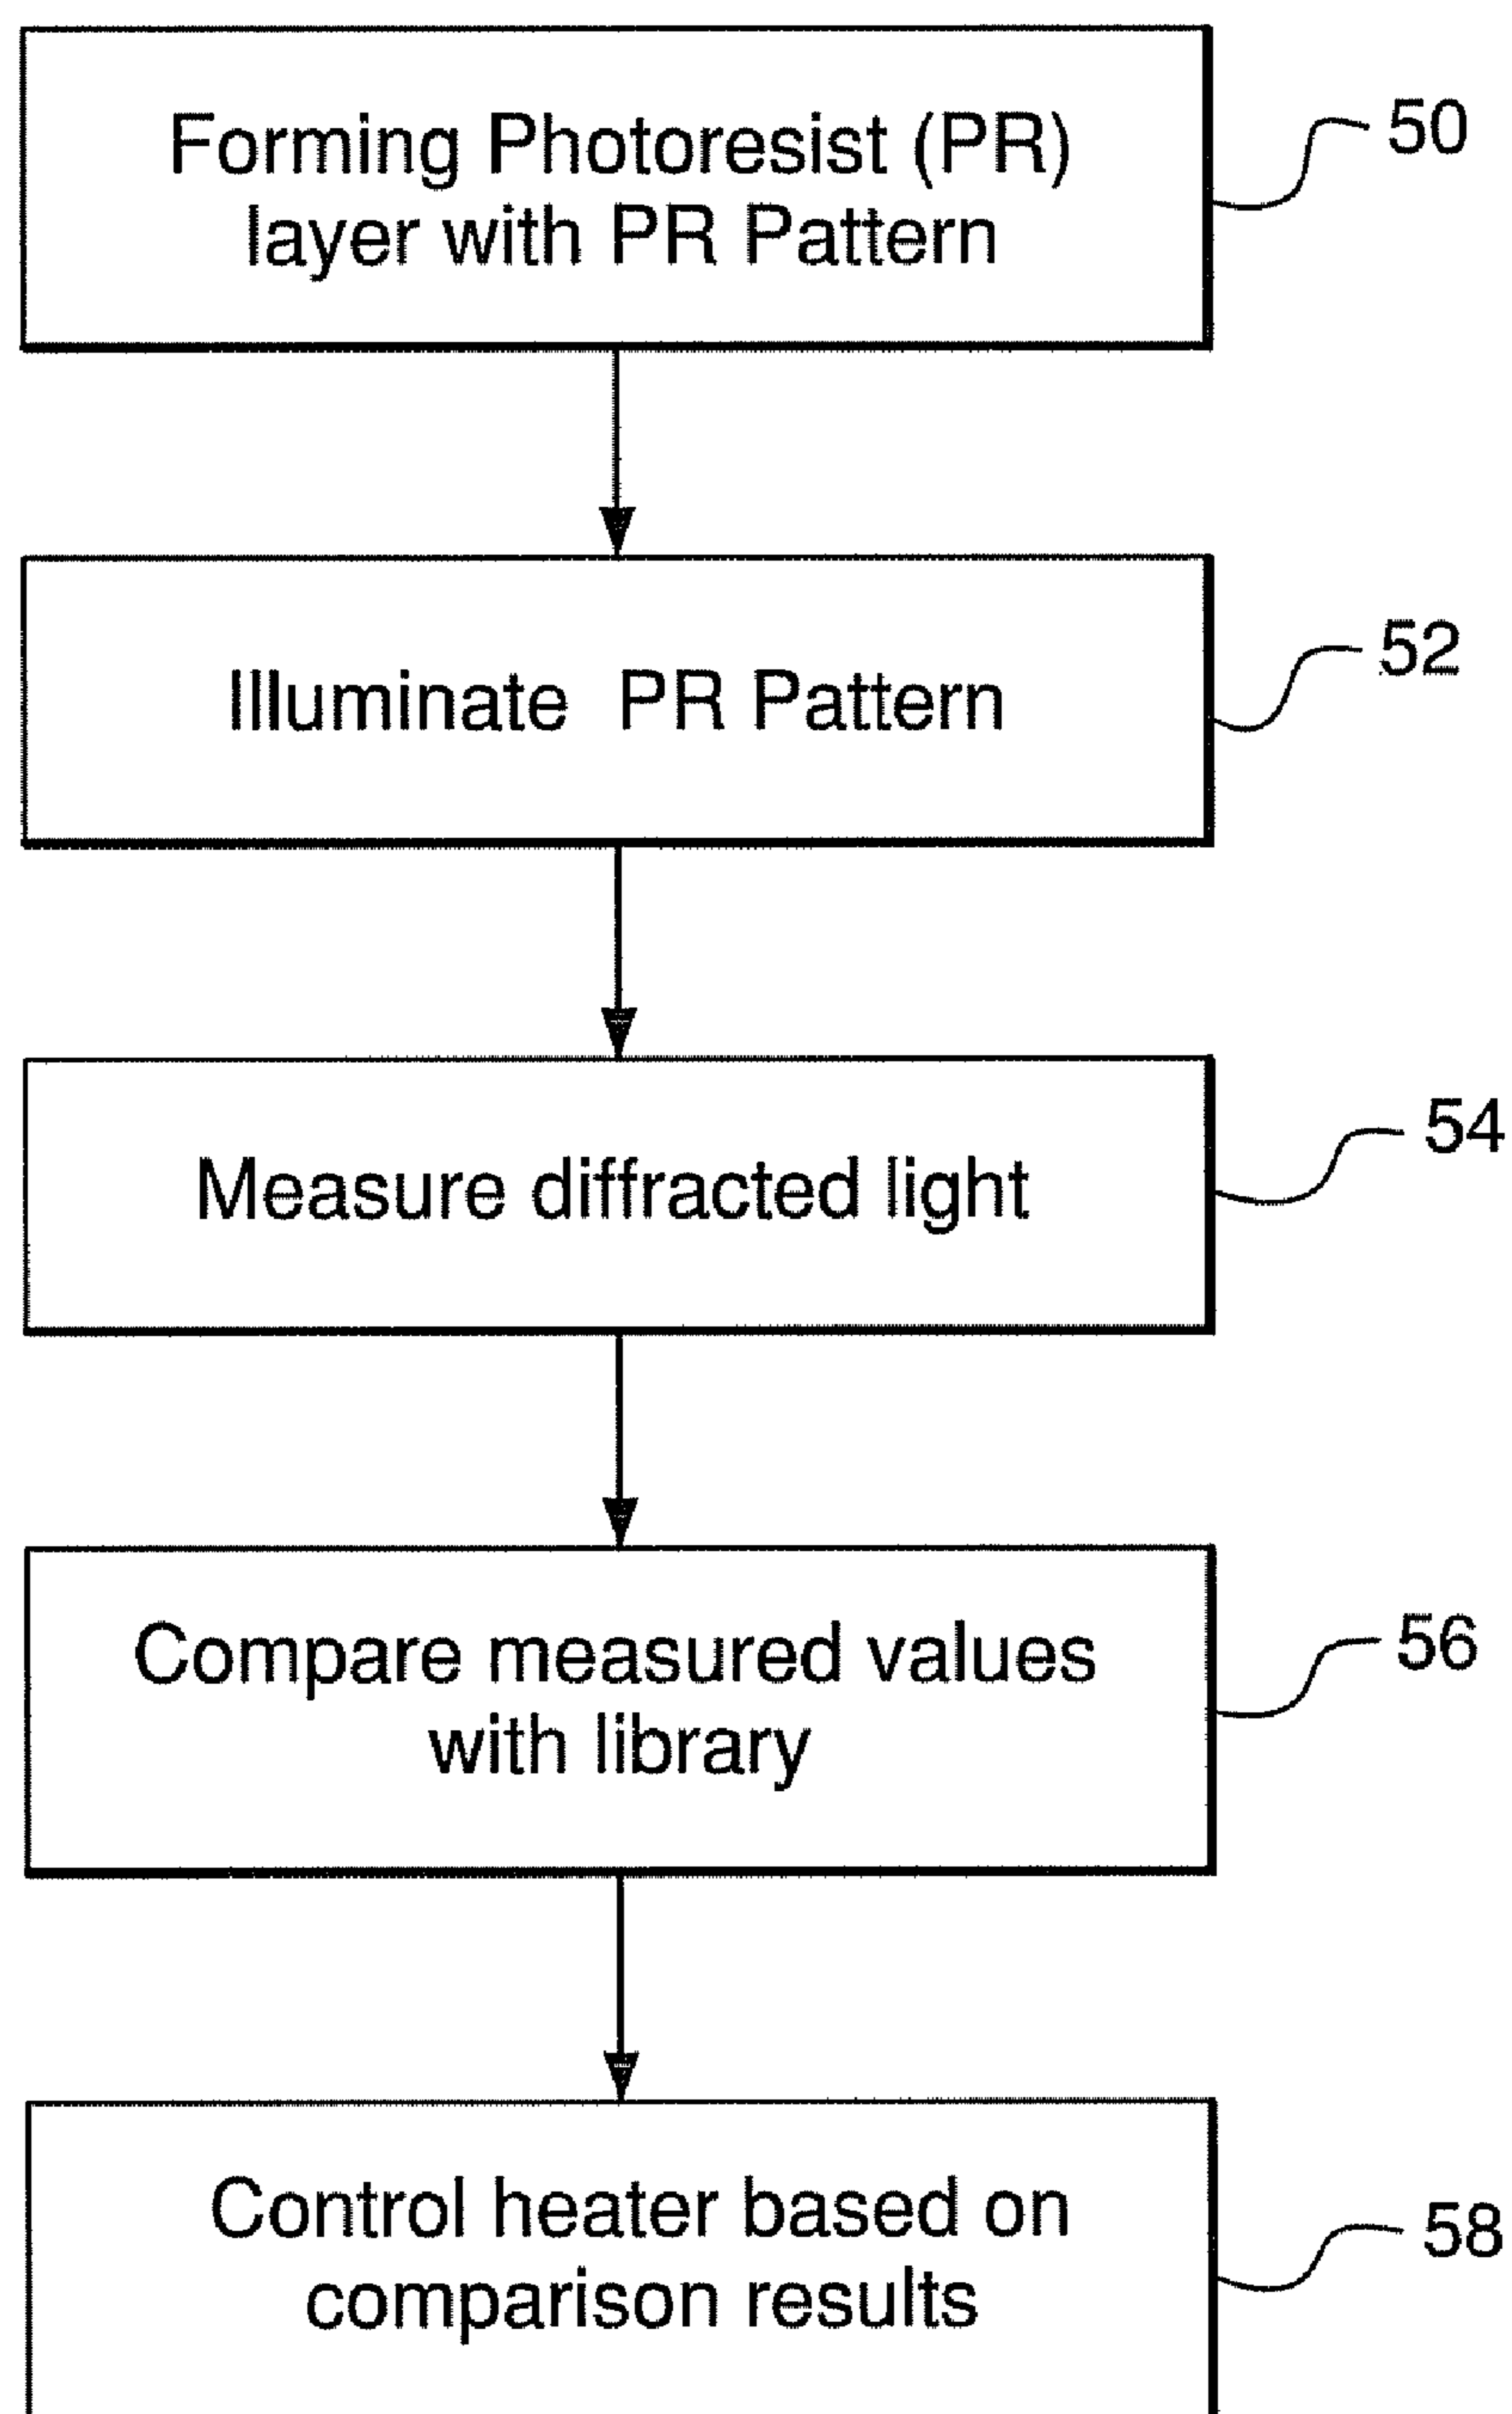 Forming Photoresist (PR)
layer with PR Pattern
50
Illuminate PR Pattern
52
Measure diffracted light
54
Compare measured values
with library
56
Control heater based on
comparison results
58